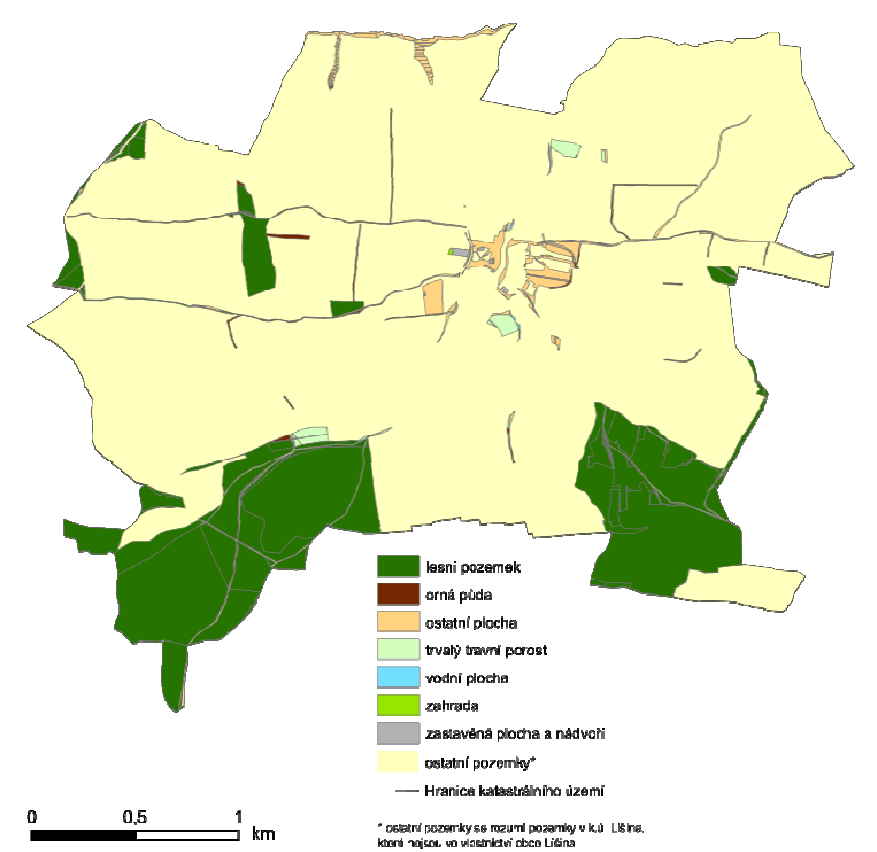 lesní pozemek
orná půda
ostatní plocha
trvalý travní porost
vodní plocha
zahrada
zastavěná plocha a nádvoří
ostatní pozemky*
Hranice katastrálního území
0 0,5 1
km
* ostatní pozemky se rozumí pozemky v k.ú. Líšina,
které nejsou ve vlastnictví obce Líšina